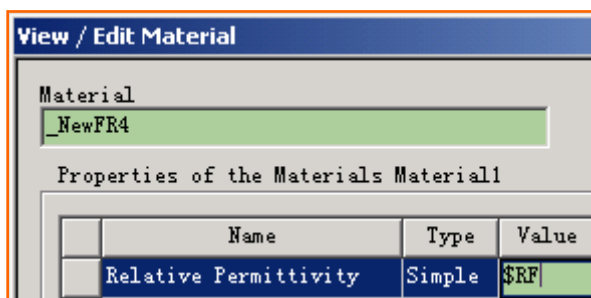 View / Edit Material
Material
_NewFR4
Properties of the Materials Material1
Name Type Value
Relative Permittivity Simple $RF